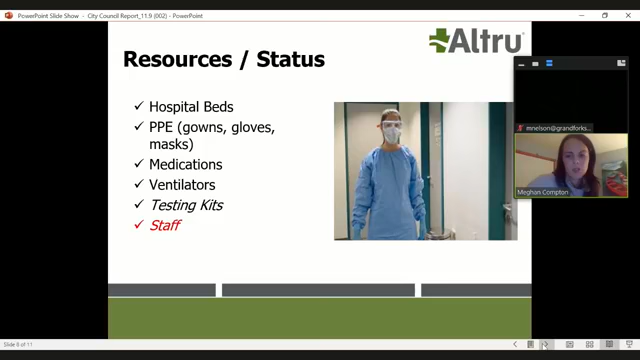 PowerPoint Slide Show - City Council Report_11.9 (002) - PowerPoint
Altru
Resources / Status
✓ Hospital Beds
✓ PPE (gowns, gloves,
masks)
✓ Medications
✓ Ventilators
✓ Testing Kits
✓ Staff
mnelson@grandforks...
Meghan Compton
Slide 6 of 11